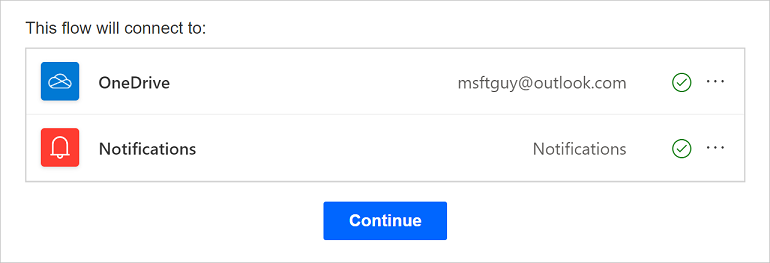 This flow will connect to:
OneDrive msftguy@outlook.com
Notifications Notifications
Continue